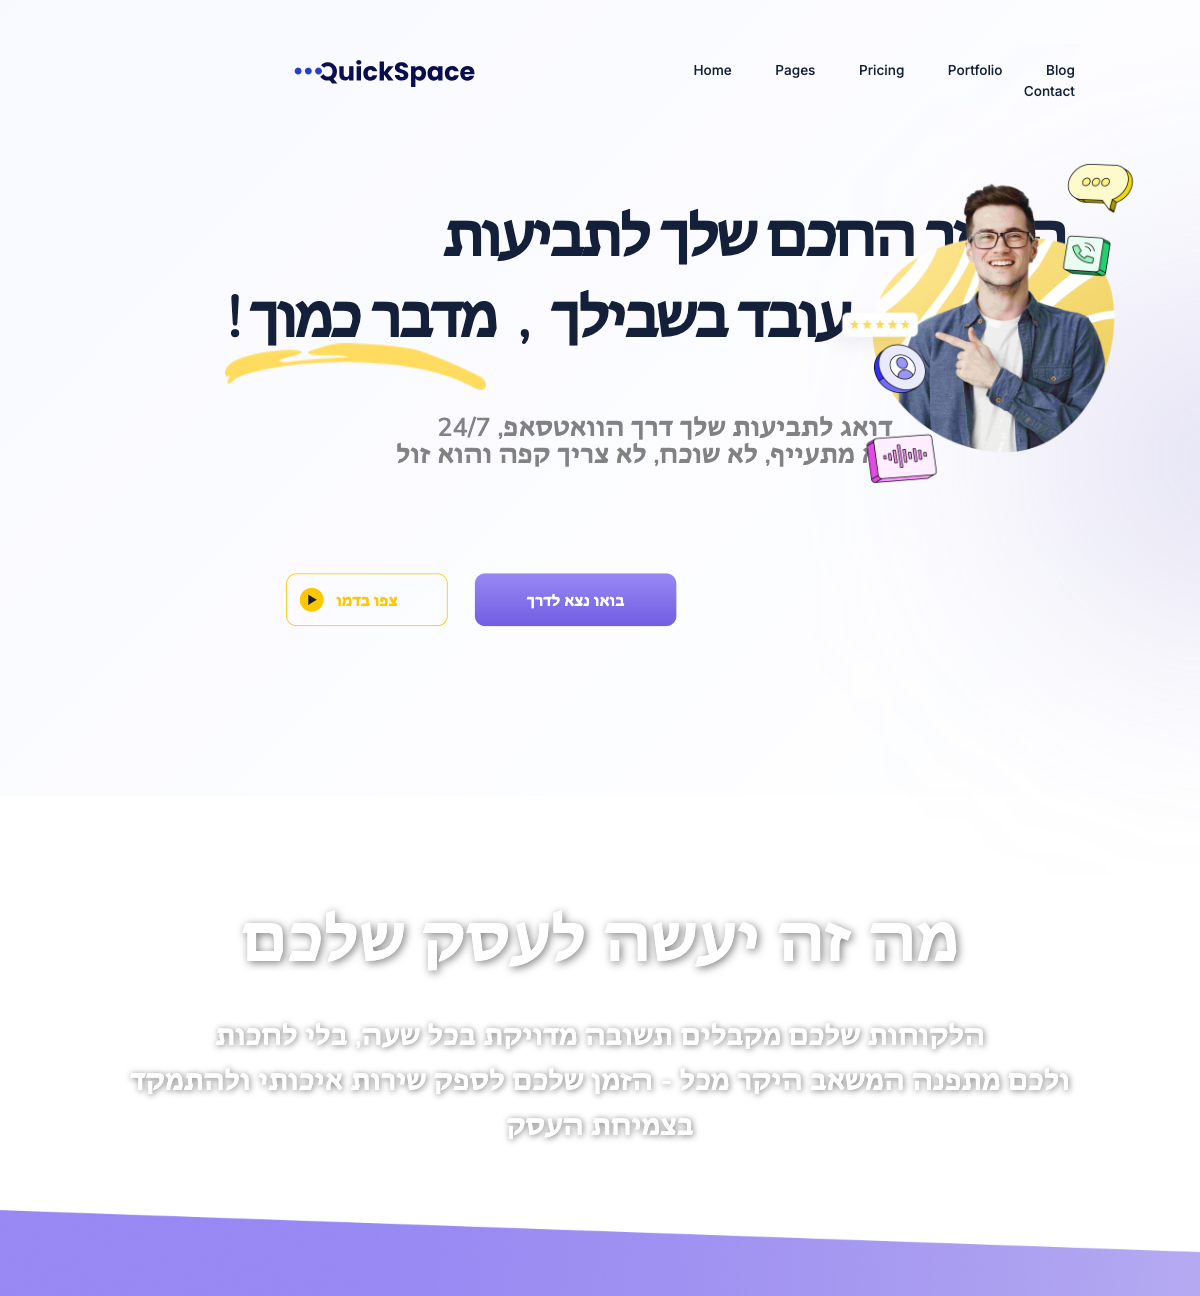 QuickSpace
Home Pages Pricing Portfolio Blog
Contact
החכם שלך לתביעות
עובד בשבילך , מדבר כמוך!
דואג לתביעות שלך דרך הוואטסאפ, 24/7
מתעייף, לא שוכח, לא צריך קפה והוא זול
בואו נצא לדרך
צפו בדמו
מה זה יעשה לעסק שלכם
הלקוחות שלכם מקבלים תשובה מדויקת בכל שעה, בלי לחכות
ולכם מתפנה המשאב היקר מכל - הזמן שלכם לספק שירות איכותי ולהתמקד
בצמיחת העסק